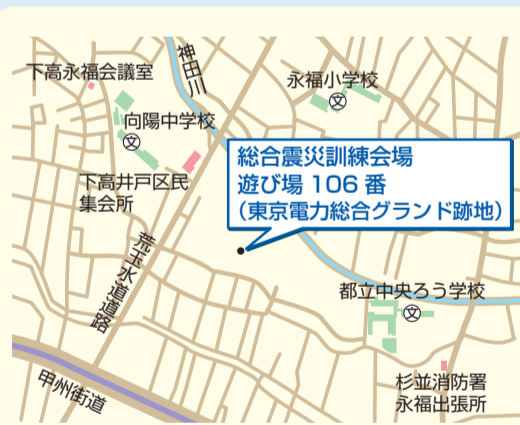 下高永福会議室
神田川
永福小学校
文
向陽中学校
文
総合震災訓練会場
遊び場 106 番
（東京電力総合グランド跡地）
下高井戸区民
集会所
荒玉水道道路
都立中央ろう学校
文
甲州街道
杉並消防署
永福出張所